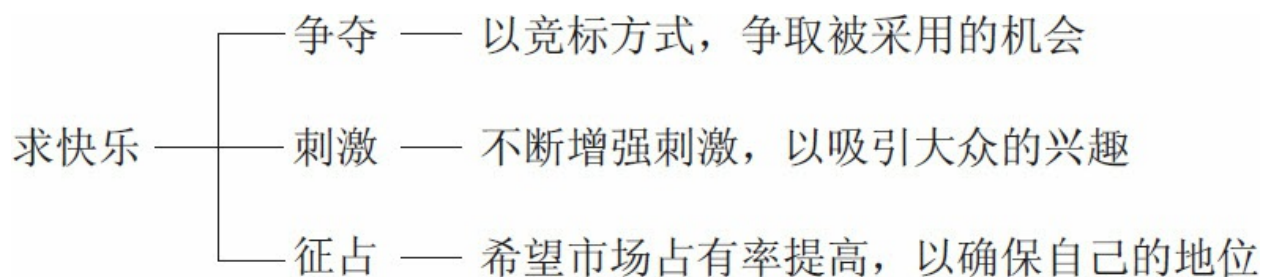 争夺 —— 以竞标方式，争取被采用的机会
求快乐 —— 刺激 —— 不断增强刺激，以吸引大众的兴趣
征占 —— 希望市场占有率提高，以确保自己的地位